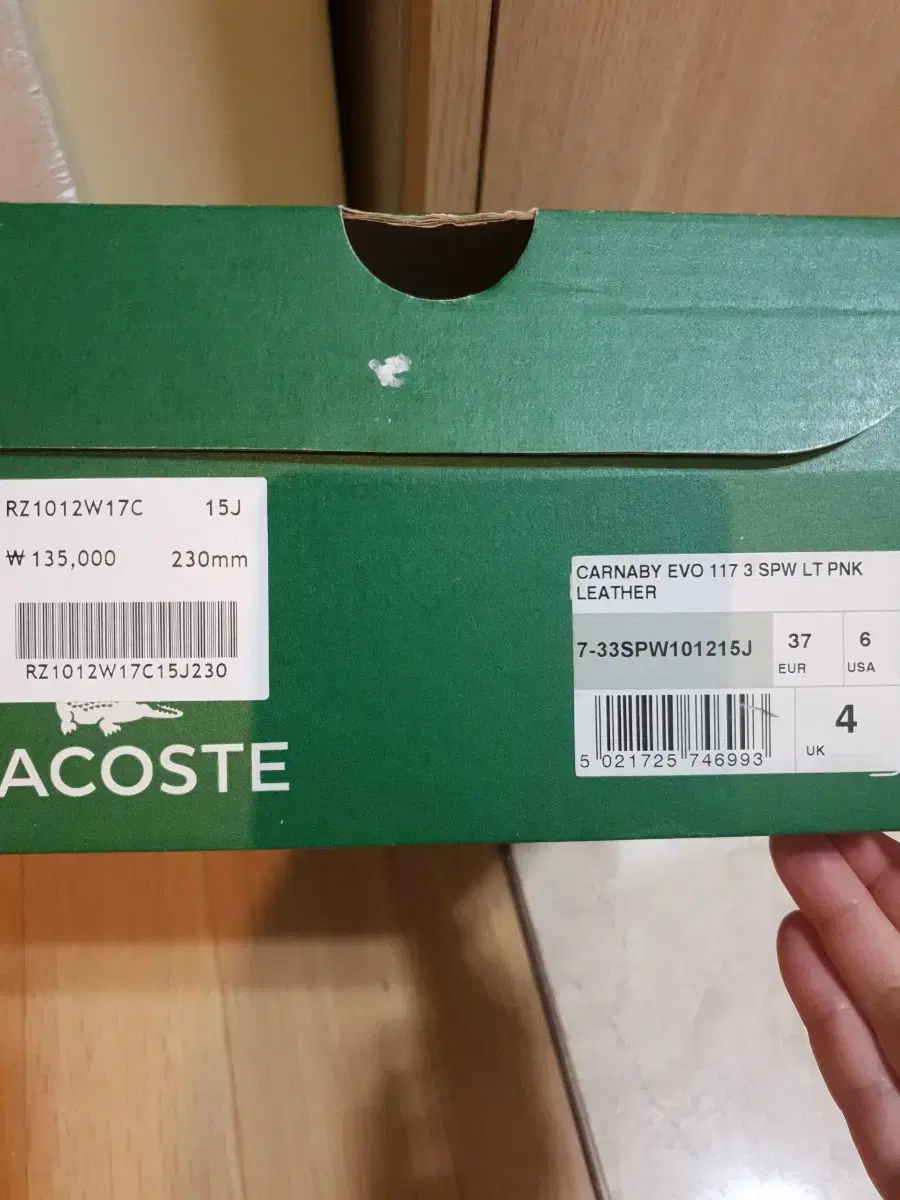 RZ1012W17C 15J
₩ 135,000 230mm
RZ1012W17C15J230
ACOSTE
CARNABY EVO 117 3 SPW LT PNK
LEATHER
7-33SPW101215J
37
EUR
6
USA
5 021725 746993
UK
4